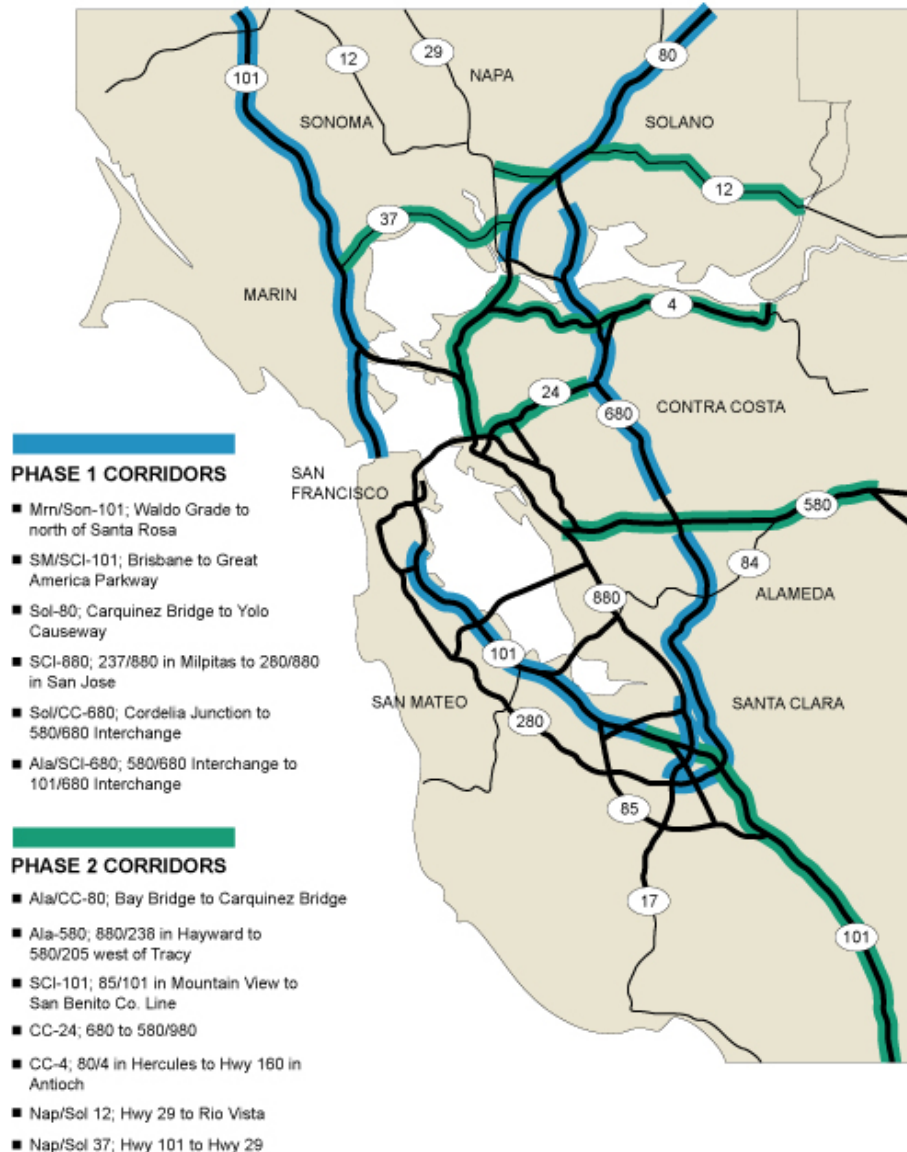 12
29
NAPA
80
101
SONOMA
SOLANO
12
37
MARIN
4
24
CONTRA COSTA
680
SAN
FRANCISCO
580
84
ALAMEDA
880
101
SAN MATEO
SANTA CLARA
280
85
17
101
PHASE 1 CORRIDORS
Mrn/Son-101; Waldo Grade to
north of Santa Rosa
SM/SCI-101; Brisbane to Great
America Parkway
Sol-80; Carquinez Bridge to Yolo
Causeway
SCI-880; 237/880 in Milpitas to 280/880
in San Jose
Sol/CC-680; Cordelia Junction to
580/680 Interchange
Ala/SCI-680; 580/680 Interchange to
101/680 Interchange
PHASE 2 CORRIDORS
Ala/CC-80; Bay Bridge to Carquinez Bridge
Ala-580; 880/238 in Hayward to
580/205 west of Tracy
SCI-101; 85/101 in Mountain View to
San Benito Co. Line
CC-24; 680 to 580/980
CC-4; 80/4 in Hercules to Hwy 160 in
Antioch
Nap/Sol 12; Hwy 29 to Rio Vista
Nap/Sol 37; Hwy 101 to Hwy 29